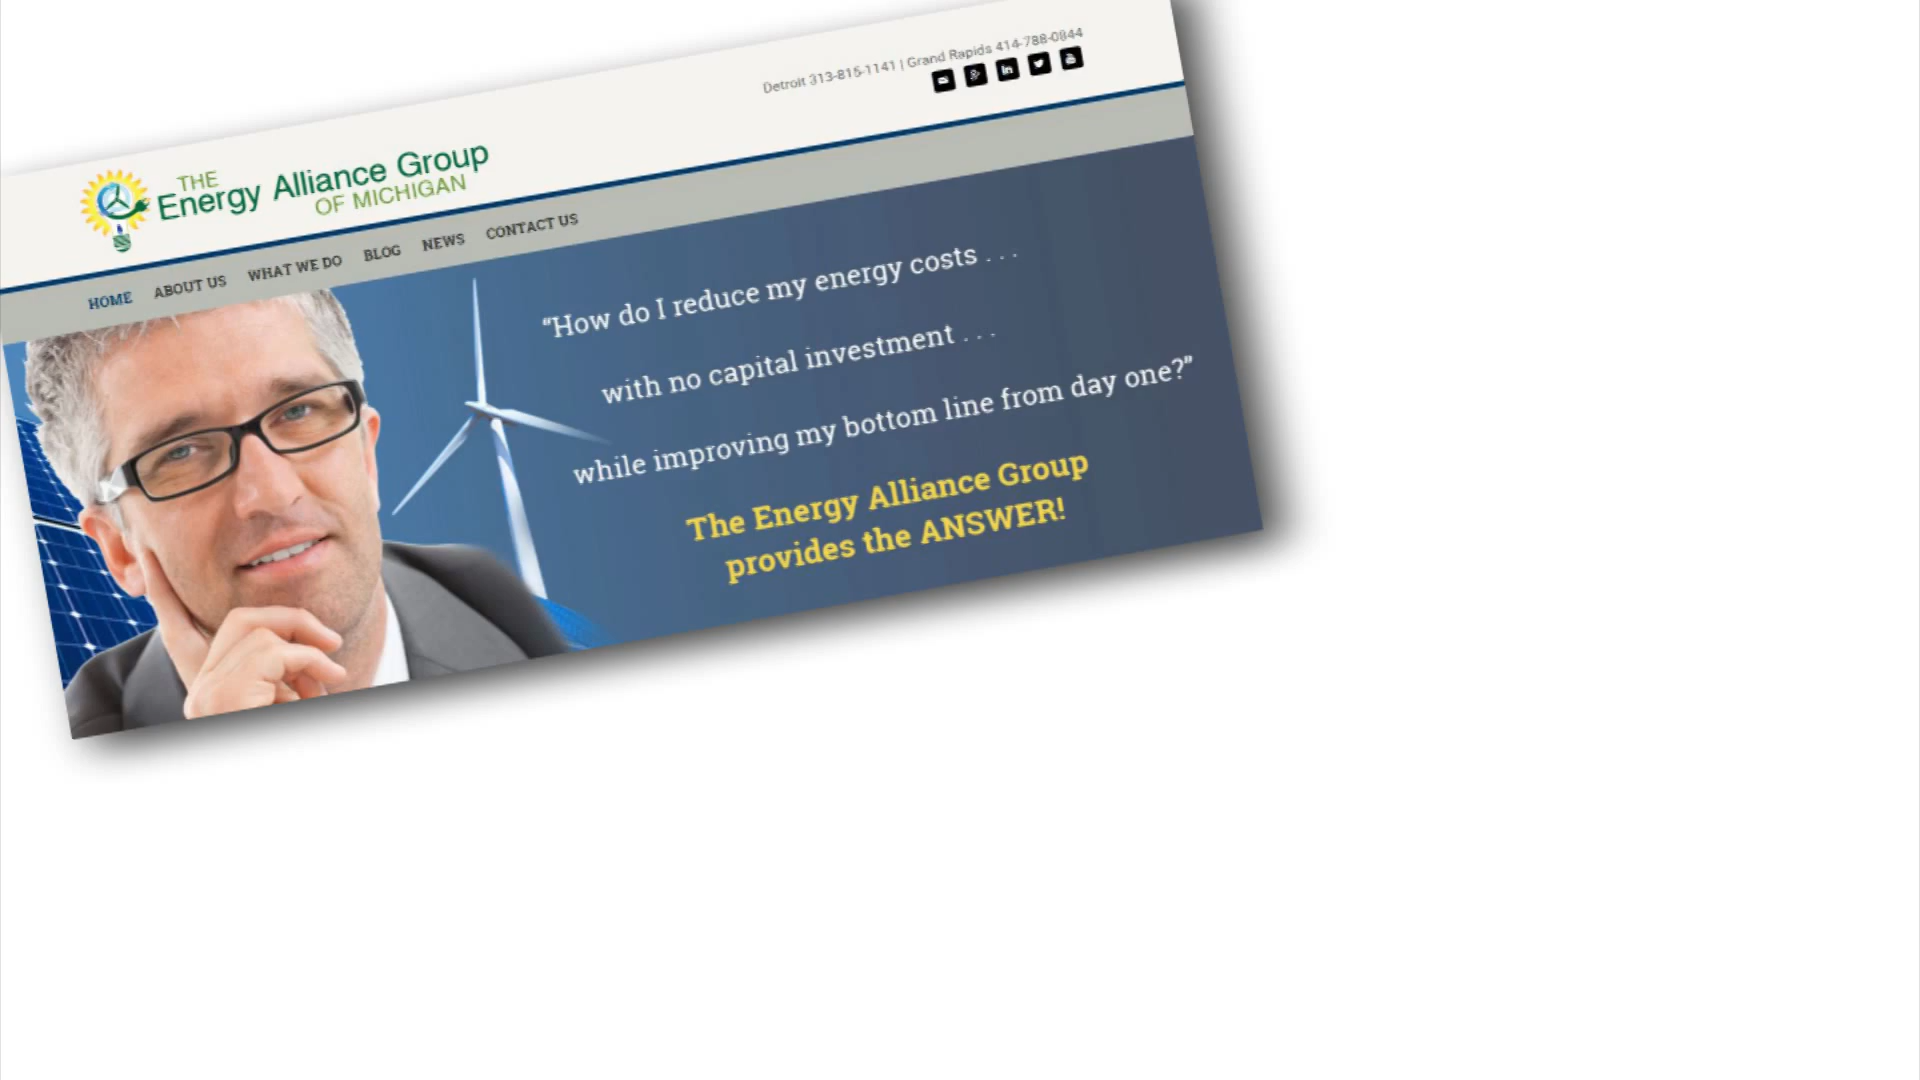 Detroit 313-815-1141 | Grand Rapids 414-788-0844
THE
Energy Alliance Group
OF MICHIGAN
HOME ABOUT US WHAT WE DO BLOG NEWS CONTACT US
“How do I reduce my energy costs . . .
with no capital investment . . .
while improving my bottom line from day one?”
The Energy Alliance Group
provides the ANSWER!